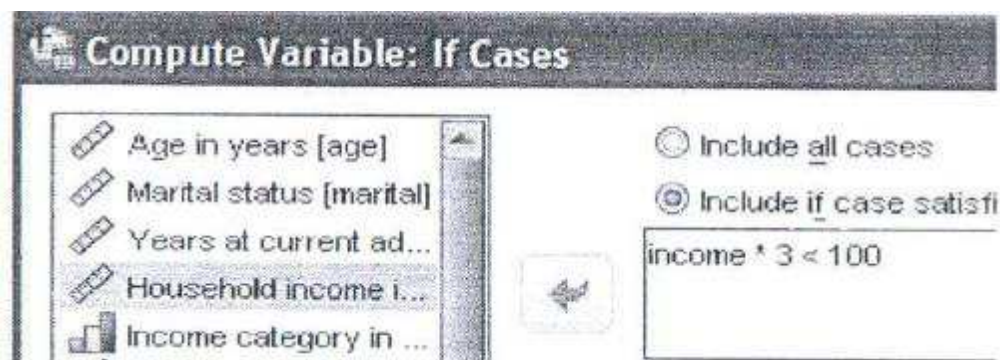 Compute Variable: If Cases
Age in years [age]
Marital status [marital]
Years at current ad...
Household income i...
Income category in ...
Include all cases
Include if case satisfi
income * 3 < 100